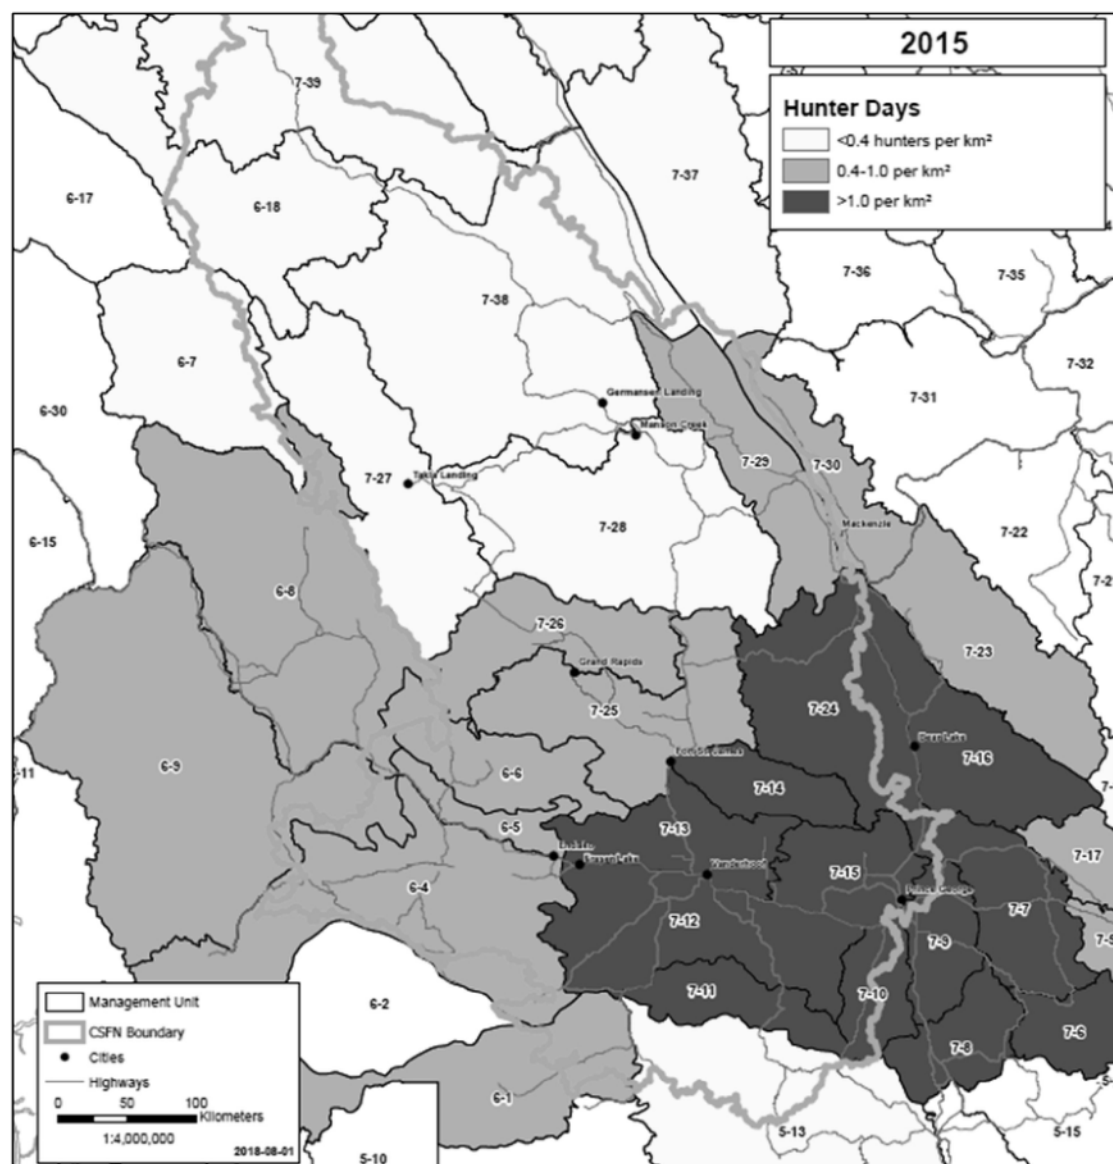 2015
Hunter Days
<0.4 hunters per km²
0.4-1.0 per km²
>1.0 per km²
7-39
7-37
6-17
6-18
7-36
7-35
7-38
6-7
7-32
6-30
7-31
Germansen Landing
Manson Creek
7-29
7-30
7-27
Takla Landing
7-28
Mackenzie
7-22
6-15
6-8
7-26
7-23
Grand Rapids
7-25
7-24
Bear Lake
7-16
6-9
6-6
Fort St. James
7-14
6-5
7-13
7-17
Endako
Fraser Lake
Vanderhoof
7-15
6-4
Prince George
7-7
7-12
7-9
7-11
7-10
6-2
7-6
7-8
6-1
5-13
5-15
5-10
Management Unit
CSFN Boundary
Cities
Highways
0 50 100
Kilometers
1:4,000,000
2018-08-01